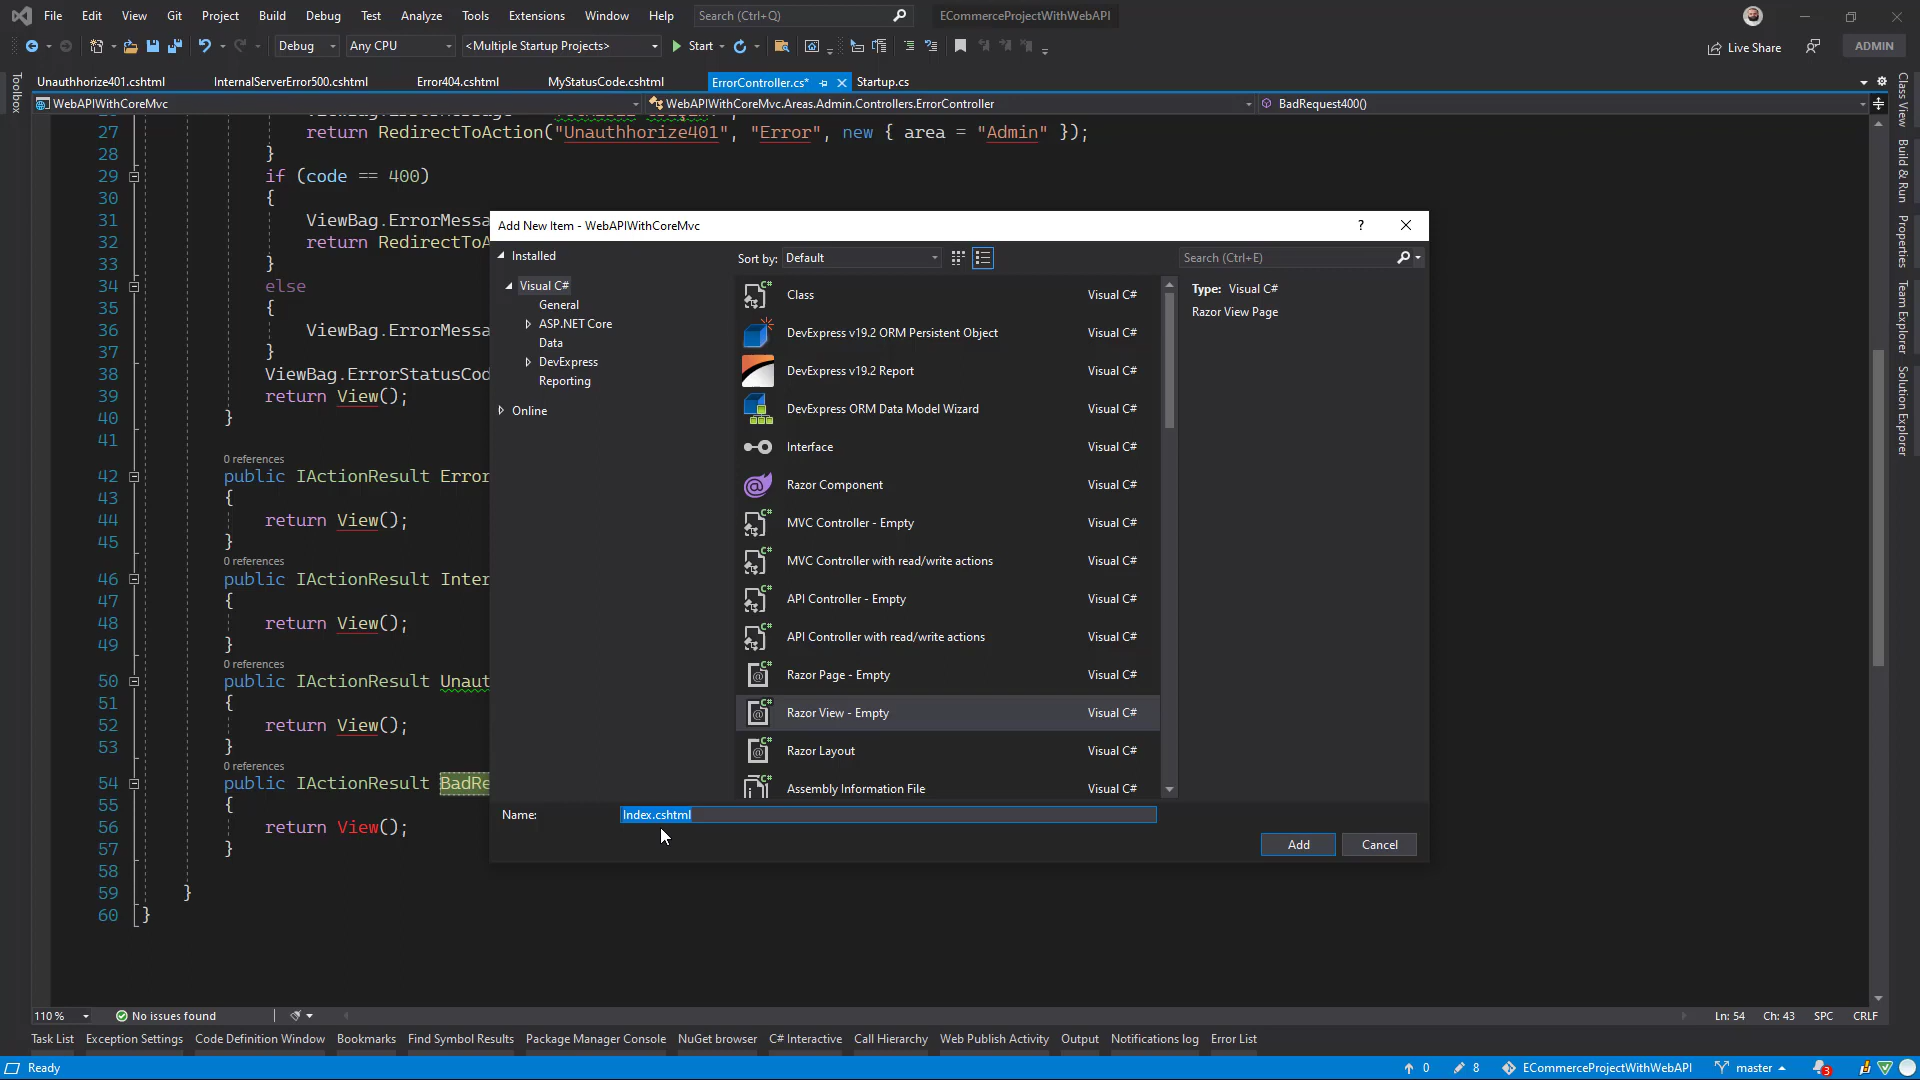 File Edit View Git Project Build Debug Test Analyze Tools Extensions Window Help Search (Ctrl+Q) ECommerceProjectWithWebAPI
Debug Any CPU <Multiple Startup Projects> Start Live Share ADMIN
Unauthhorize401.cshtml InternalServerError500.cshtml Error404.cshtml MyStatusCode.cshtml ErrorController.cs* Startup.cs
WebAPIWithCoreMvc WebAPIWithCoreMvc.Areas.Admin.Controllers.ErrorController BadRequest400()
Toolbox
Class View
Build & Run
Properties
Team Explorer
Solution Explorer
27 return RedirectToAction("Unauthhorize401", "Error", new { area = "Admin" });
28 }
29 if (code == 400)
30 {
31 ViewBag.ErrorMessa
32 return RedirectToA
33 }
34 else
35 {
36 ViewBag.ErrorMessa
37 }
38 ViewBag.ErrorStatusCod
39 return View();
40 }
41
0 references
42 public IActionResult Error
43 {
44 return View();
45 }
0 references
46 public IActionResult Inter
47 {
48 return View();
49 }
0 references
50 public IActionResult Unaut
51 {
52 return View();
53 }
0 references
54 public IActionResult BadRe
55 {
56 return View();
57 }
58
59 }
60 }
Add New Item - WebAPIWithCoreMvc ?
Installed
Visual C#
General
ASP.NET Core
Data
DevExpress
Reporting
Online
Sort by: Default
Search (Ctrl+E)
Class Visual C#
DevExpress v19.2 ORM Persistent Object Visual C#
DevExpress v19.2 Report Visual C#
DevExpress ORM Data Model Wizard Visual C#
Interface Visual C#
Razor Component Visual C#
MVC Controller - Empty Visual C#
MVC Controller with read/write actions Visual C#
API Controller - Empty Visual C#
API Controller with read/write actions Visual C#
Razor Page - Empty Visual C#
Razor View - Empty Visual C#
Razor Layout Visual C#
Assembly Information File Visual C#
Type: Visual C#
Razor View Page
Name: Index.cshtml
Add Cancel
110 % No issues found Ln: 54 Ch: 43 SPC CRLF
Task List Exception Settings Code Definition Window Bookmarks Find Symbol Results Package Manager Console NuGet browser C# Interactive Call Hierarchy Web Publish Activity Output Notifications log Error List
Ready 0 8 ECommerceProjectWithWebAPI master 3